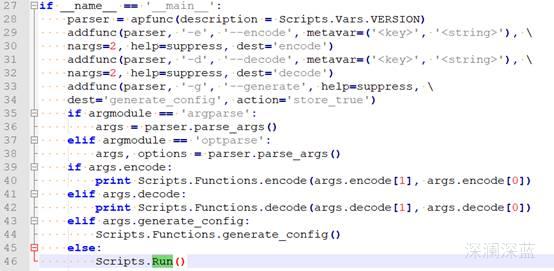 27 if __name__ == '__main__':
28 parser = apfunc(description = Scripts.Vars.VERSION)
29 addfunc(parser, '-e', '--encode', metavar=('<key>', '<string>'), \
30 nargs=2, help=suppress, dest='encode')
31 addfunc(parser, '-d', '--decode', metavar=('<key>', '<string>'), \
32 nargs=2, help=suppress, dest='decode')
33 addfunc(parser, '-g', '--generate', help=suppress, \
34 dest='generate_config', action='store_true')
35 if argmodule == 'argparse':
36 args = parser.parse_args()
37 elif argmodule == 'optparse':
38 args, options = parser.parse_args()
39 if args.encode:
40 print Scripts.Functions.encode(args.encode[1], args.encode[0])
41 elif args.decode:
42 print Scripts.Functions.decode(args.decode[1], args.decode[0])
43 elif args.generate_config:
44 Scripts.Functions.generate_config()
45 else:
46 Scripts.Run()
深澜深蓝